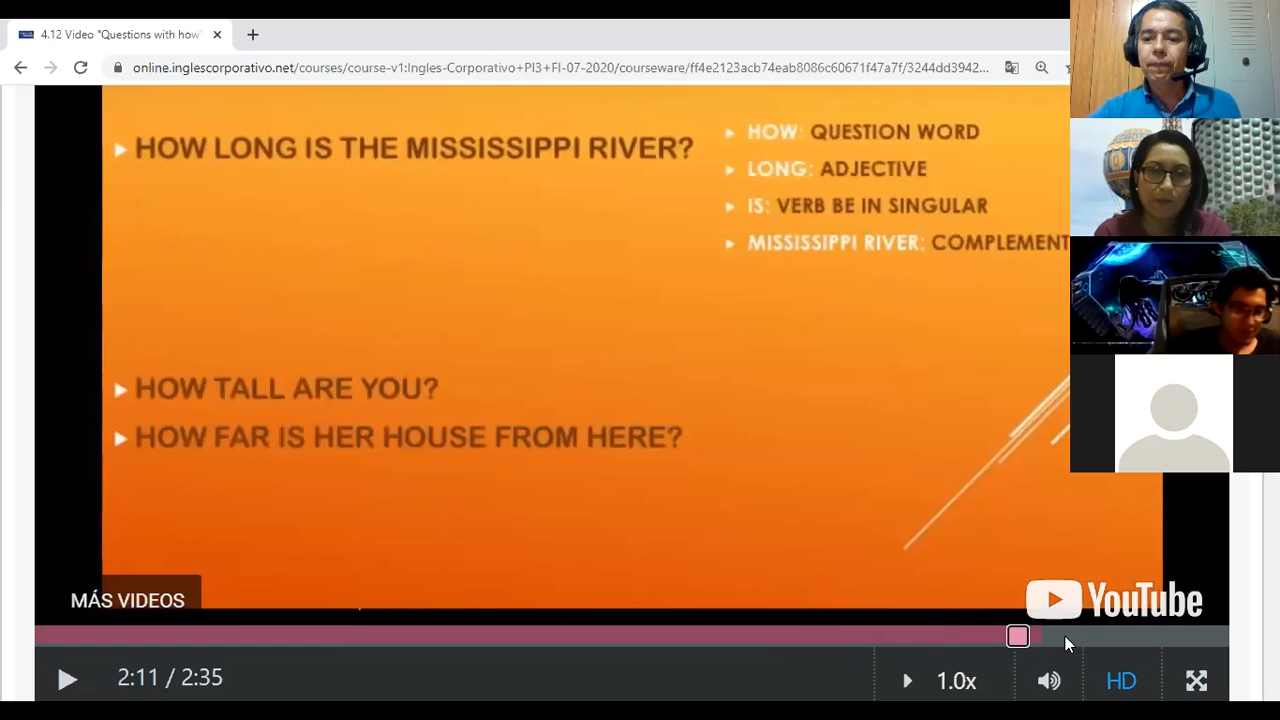 4.12 Video "Questions with how"
online.inglescorporativo.net/courses/course-v1:Ingles-Corporativo+PI3+FI-07-2020/courseware/ff4e2123acb74eab8086c60671f47a7f/3244dd3942...
HOW LONG IS THE MISSISSIPPI RIVER?
HOW: QUESTION WORD
LONG: ADJECTIVE
IS: VERB BE IN SINGULAR
MISSISSIPPI RIVER: COMPLEMENT
HOW TALL ARE YOU?
HOW FAR IS HER HOUSE FROM HERE?
MÁS VIDEOS
YouTube
2:11 / 2:35
1.0x
HD